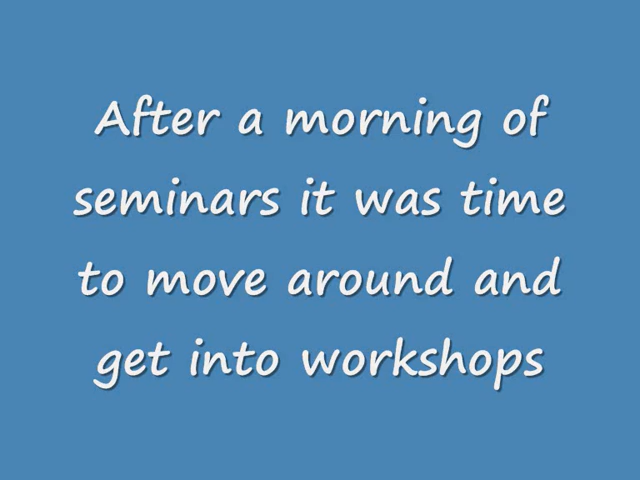 After a morning of
seminars it was time
to move around and
get into workshops